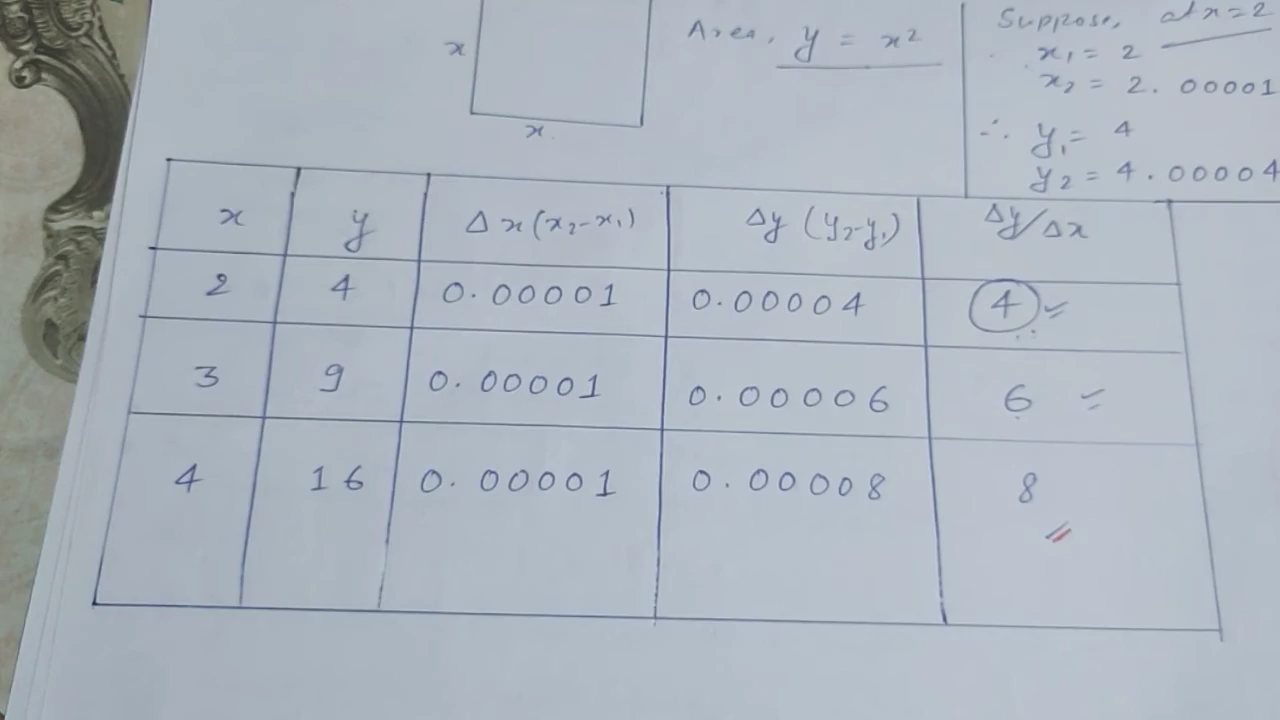 x
x
Area, y = x²
Suppose, at x=2
x₁ = 2
x₂ = 2.00001
∴ y₁ = 4
y₂ = 4.00004
x y Δx(x₂-x₁) Δy (y₂-y₁) Δy/Δx
2 4 0.00001 0.00004 4
3 9 0.00001 0.00006 6
4 16 0.00001 0.00008 8